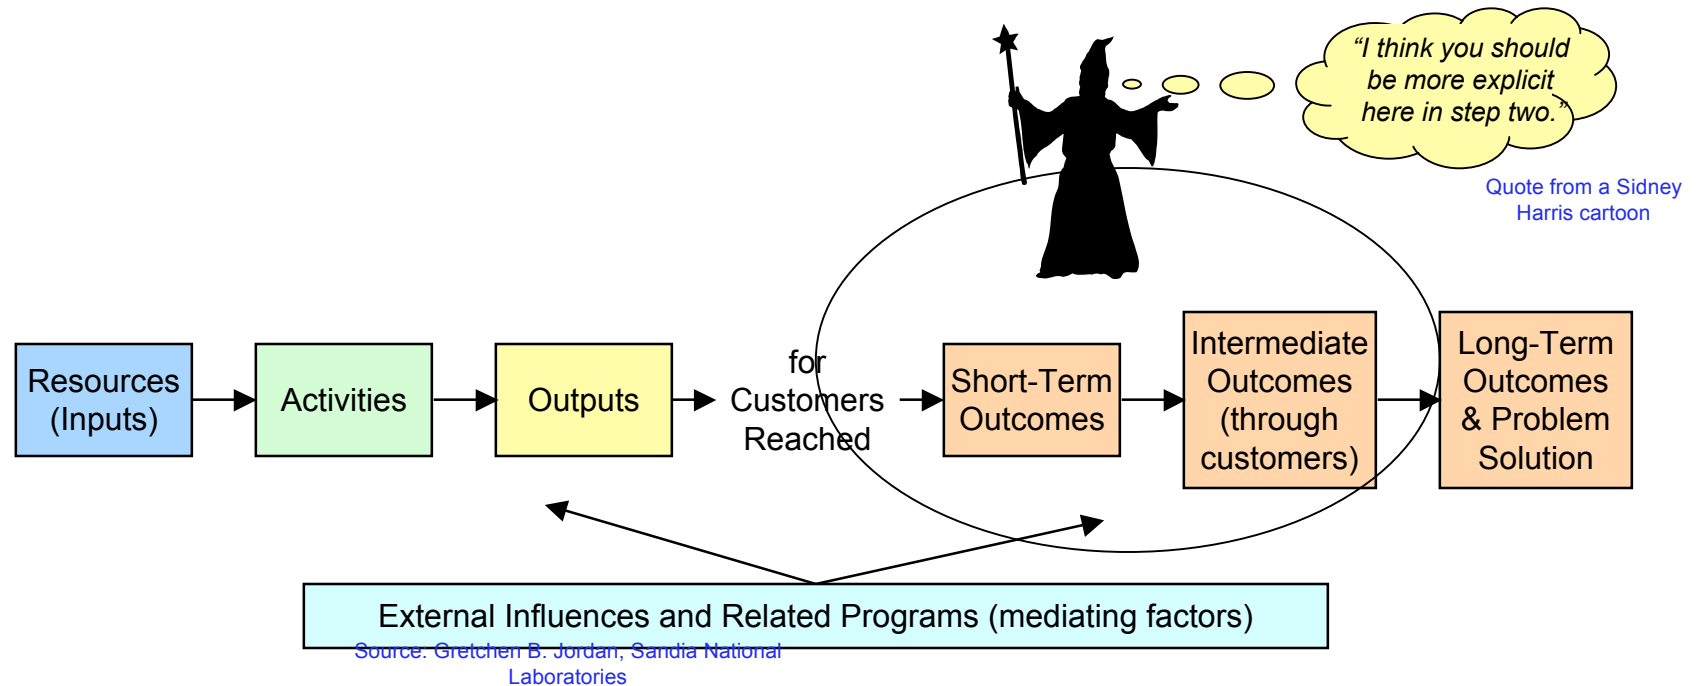 “I think you should
be more explicit
here in step two.”
Quote from a Sidney
Harris cartoon
Resources
(Inputs)
Activities
Outputs
for
Customers
Reached
Short-Term
Outcomes
Intermediate
Outcomes
(through
customers)
Long-Term
Outcomes
& Problem
Solution
External Influences and Related Programs (mediating factors)
Source: Gretchen B. Jordan, Sandia National
Laboratories